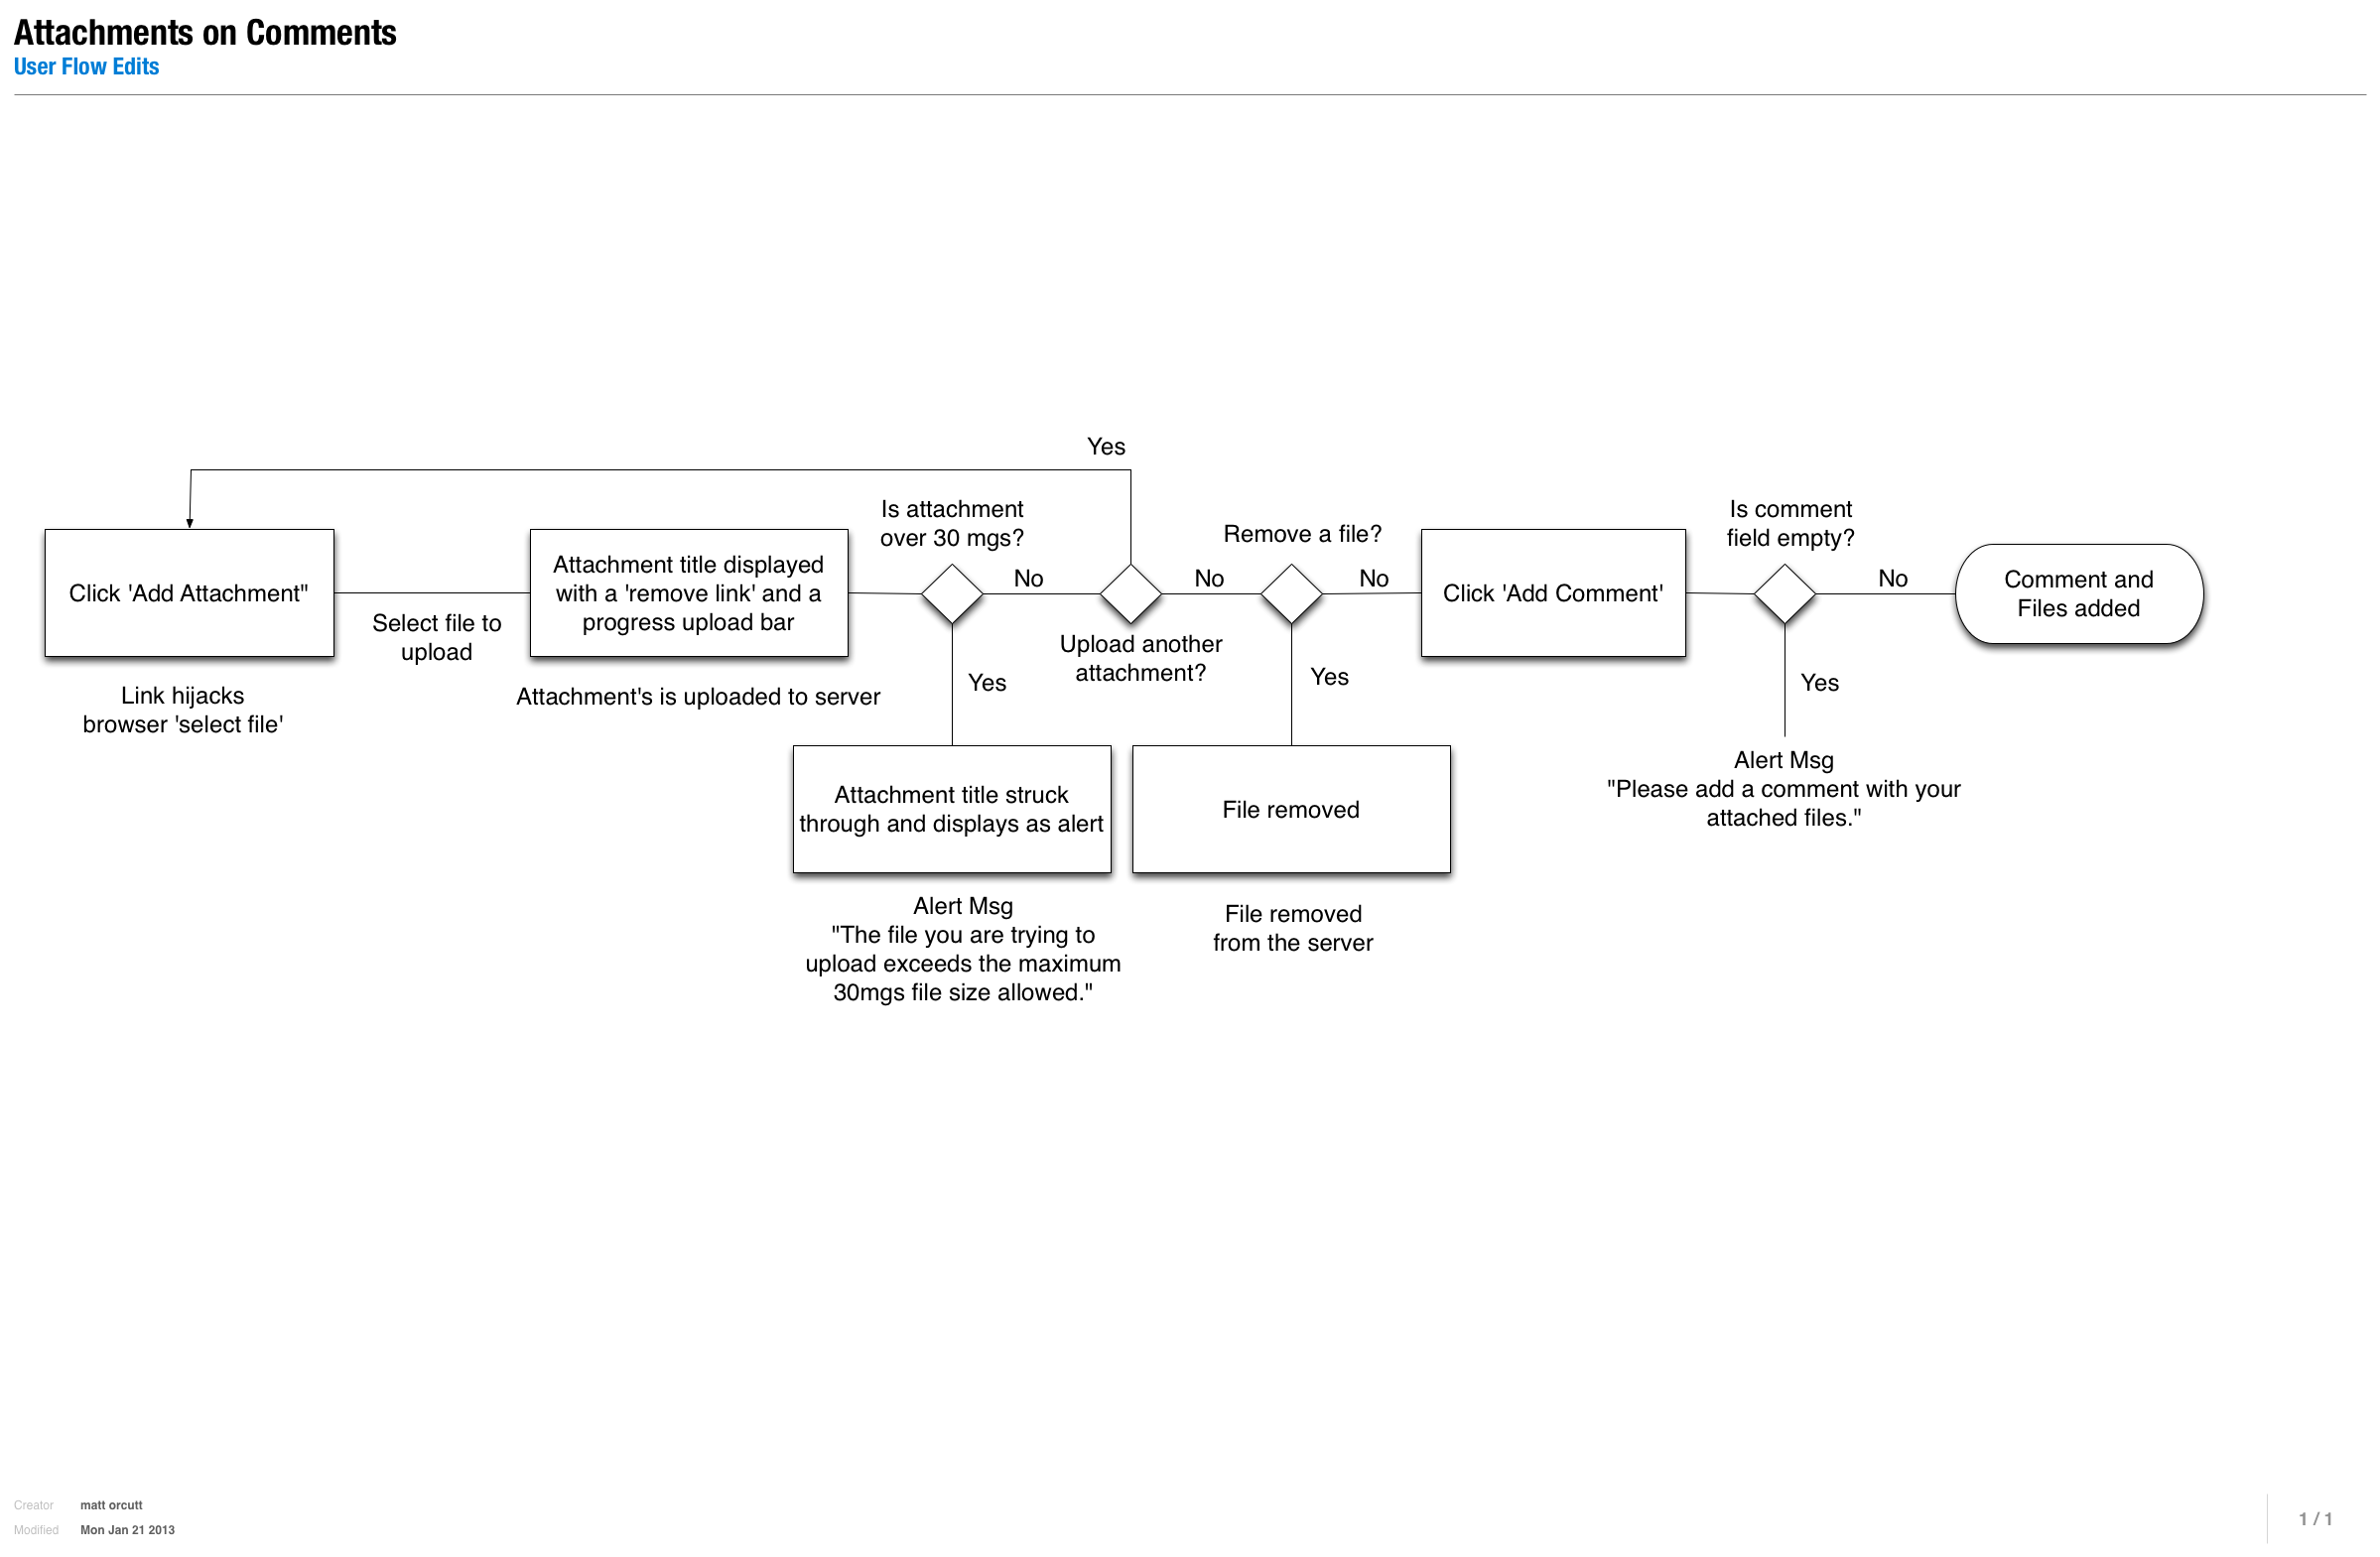 Attachments on Comments
User Flow Edits
Yes
Is attachment
over 30 mgs?
Remove a file?
Is comment
field empty?
Click 'Add Attachment"
Select file to
upload
Attachment title displayed
with a 'remove link' and a
progress upload bar
No
No
No
Click 'Add Comment'
No
Comment and
Files added
Link hijacks
browser 'select file'
Attachment's is uploaded to server
Yes
Upload another
attachment?
Yes
Yes
Attachment title struck
through and displays as alert
File removed
Alert Msg
"Please add a comment with your
attached files."
Alert Msg
"The file you are trying to
upload exceeds the maximum
30mgs file size allowed."
File removed
from the server
Creator matt orcutt
Modified Mon Jan 21 2013
1 / 1